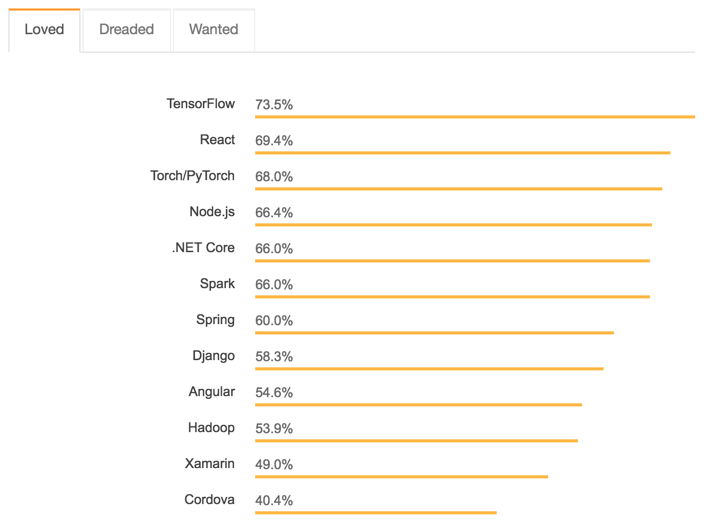 Loved Dreaded Wanted
TensorFlow 73.5%
React 69.4%
Torch/PyTorch 68.0%
Node.js 66.4%
.NET Core 66.0%
Spark 66.0%
Spring 60.0%
Django 58.3%
Angular 54.6%
Hadoop 53.9%
Xamarin 49.0%
Cordova 40.4%